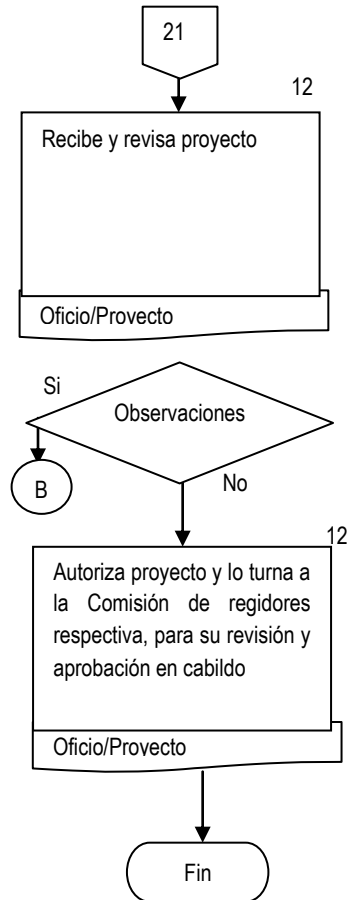 21
12
Recibe y revisa proyecto
Oficio/Proyecto
Si
Observaciones
B
No
12
Autoriza proyecto y lo turna a
la Comisión de regidores
respectiva, para su revisión y
aprobación en cabildo
Oficio/Proyecto
Fin